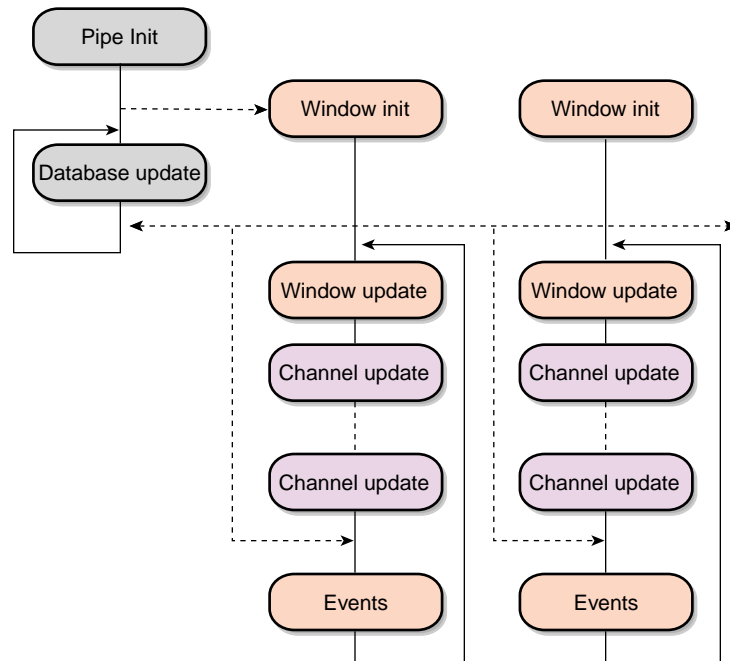 Pipe Init
Window init
Window init
Database update
Window update
Window update
Channel update
Channel update
Channel update
Channel update
Events
Events